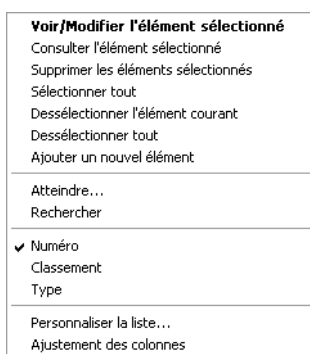 Voir/Modifier l'élément sélectionné
Consulter l'élément sélectionné
Supprimer les éléments sélectionnés
Sélectionner tout
Dessélectionner l'élément courant
Dessélectionner tout
Ajouter un nouvel élément
Atteindre...
Rechercher
Numéro
Classement
Type
Personnaliser la liste...
Ajustement des colonnes